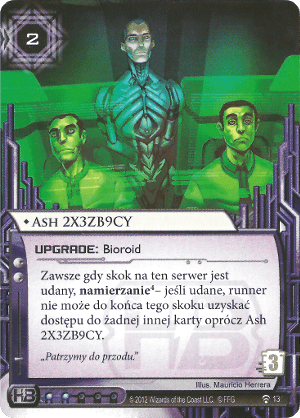 2
◆ Ash 2X3ZB9CY
UPGRADE: Bioroid
Zawsze gdy skok na ten serwer jest
udany, namierzanie⁴– jeśli udane, runner
nie może do końca tego skoku uzyskać
dostępu do żadnej innej karty oprócz Ash
2X3ZB9CY.
„Patrzymy do przodu.”
3
Illus. Mauricio Herrera
HB
© 2012 Wizards of the Coast LLC. © FFG
13